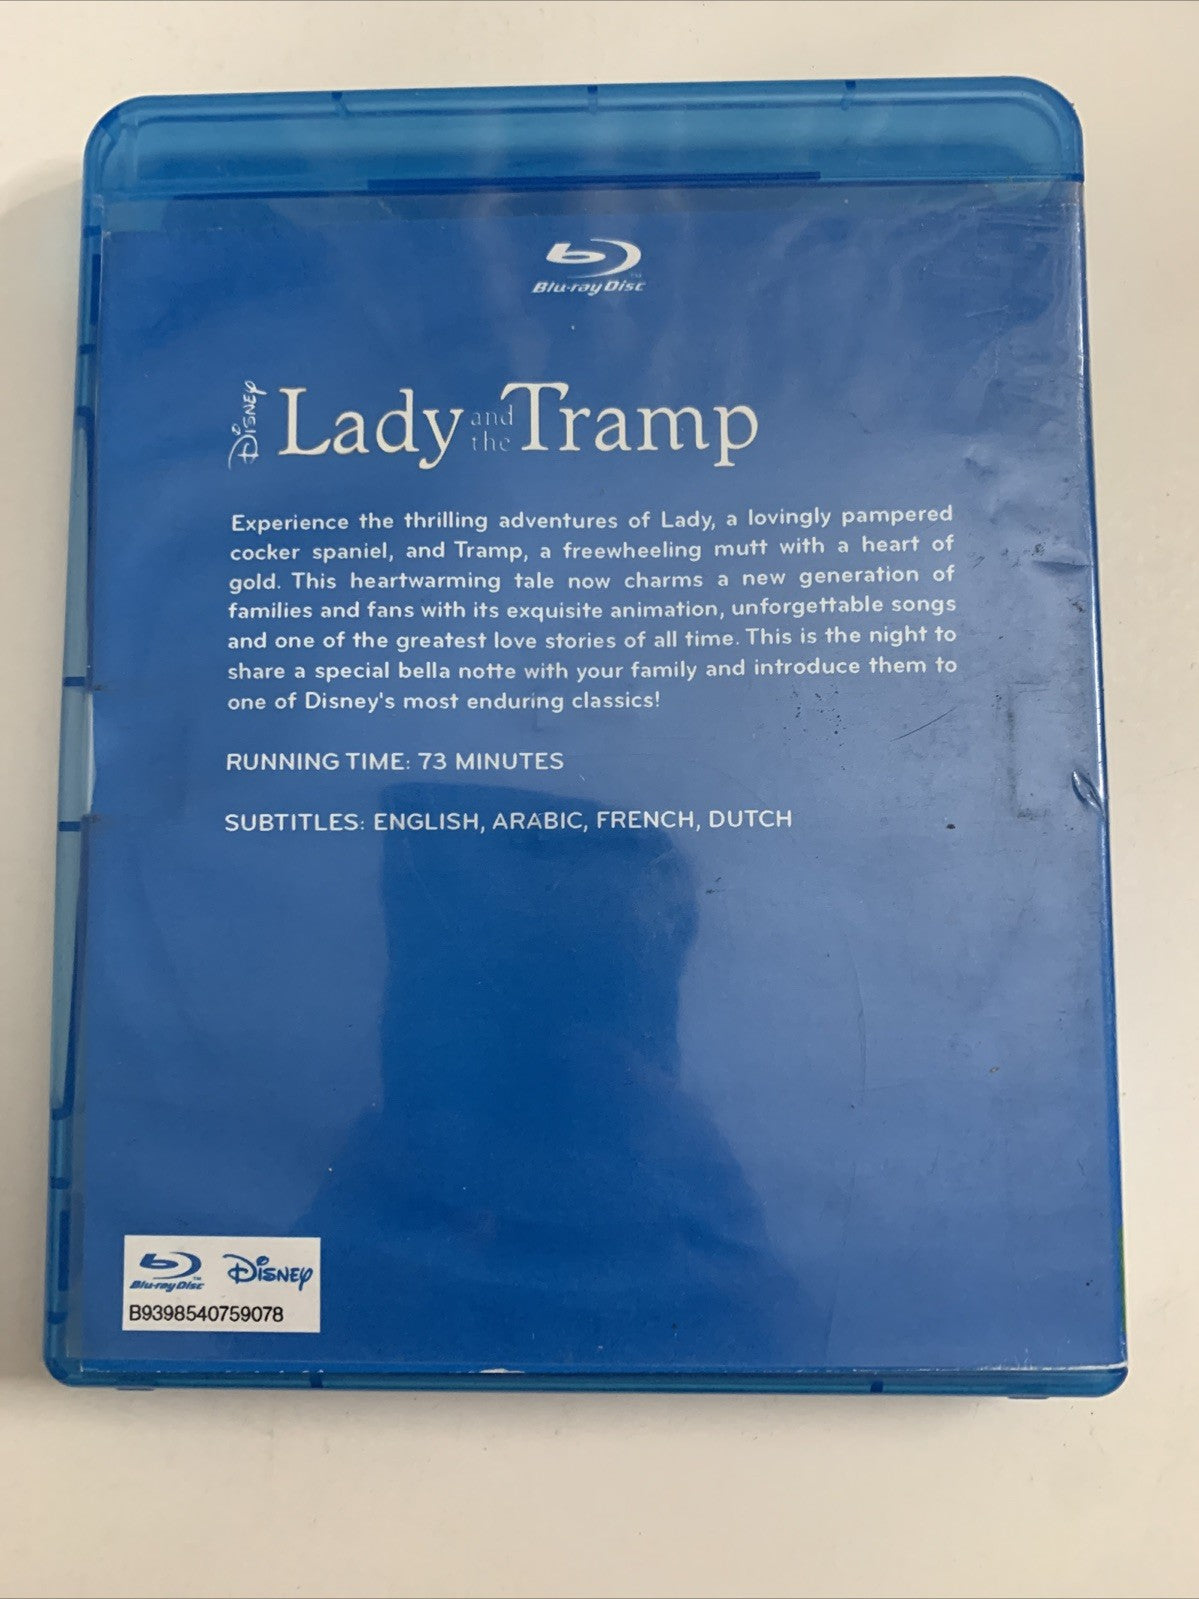 Blu-ray Disc™
Disney Lady and the Tramp
Experience the thrilling adventures of Lady, a lovingly pampered
cocker spaniel, and Tramp, a freewheeling mutt with a heart of
gold. This heartwarming tale now charms a new generation of
families and fans with its exquisite animation, unforgettable songs
and one of the greatest love stories of all time. This is the night to
share a special bella notte with your family and introduce them to
one of Disney's most enduring classics!
RUNNING TIME: 73 MINUTES
SUBTITLES: ENGLISH, ARABIC, FRENCH, DUTCH
Blu-ray Disc™ Disney
B9398540759078